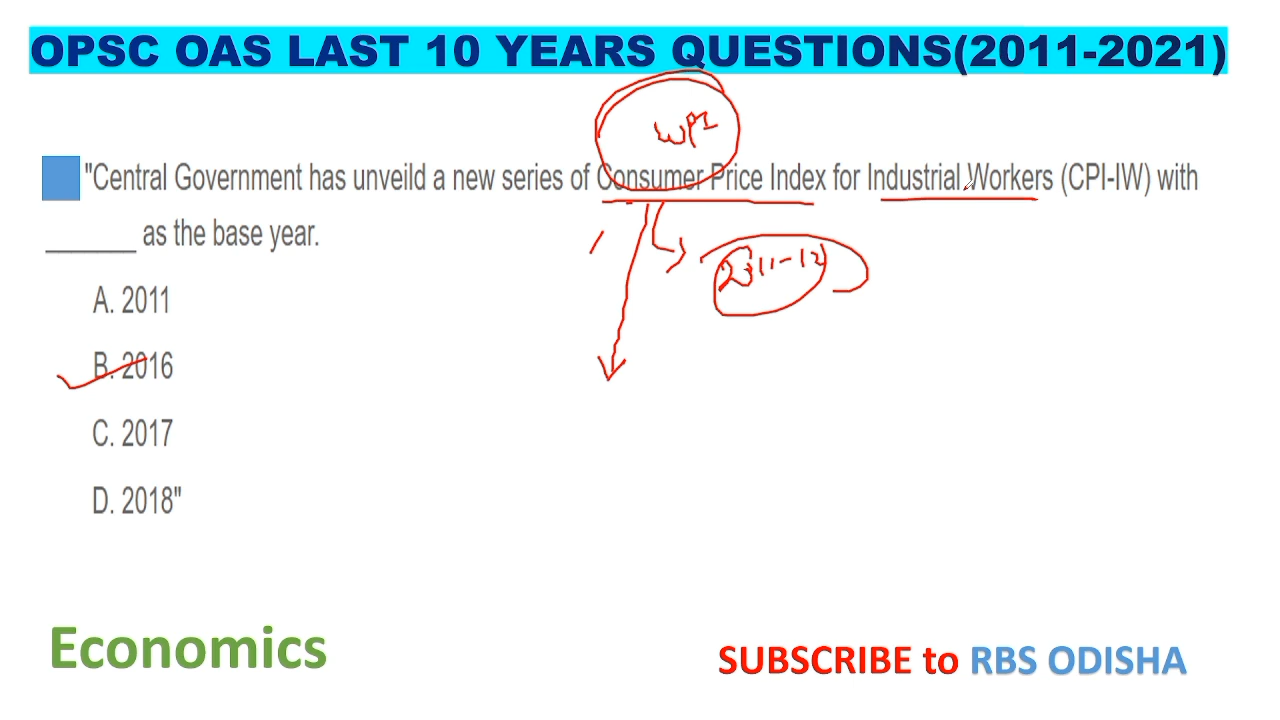 OPSC OAS LAST 10 YEARS QUESTIONS(2011-2021)
WPI
"Central Government has unveild a new series of Consumer Price Index for Industrial Workers (CPI-IW) with
_______ as the base year.
2011-12
A. 2011
B. 2016
C. 2017
D. 2018"
Economics
SUBSCRIBE to RBS ODISHA